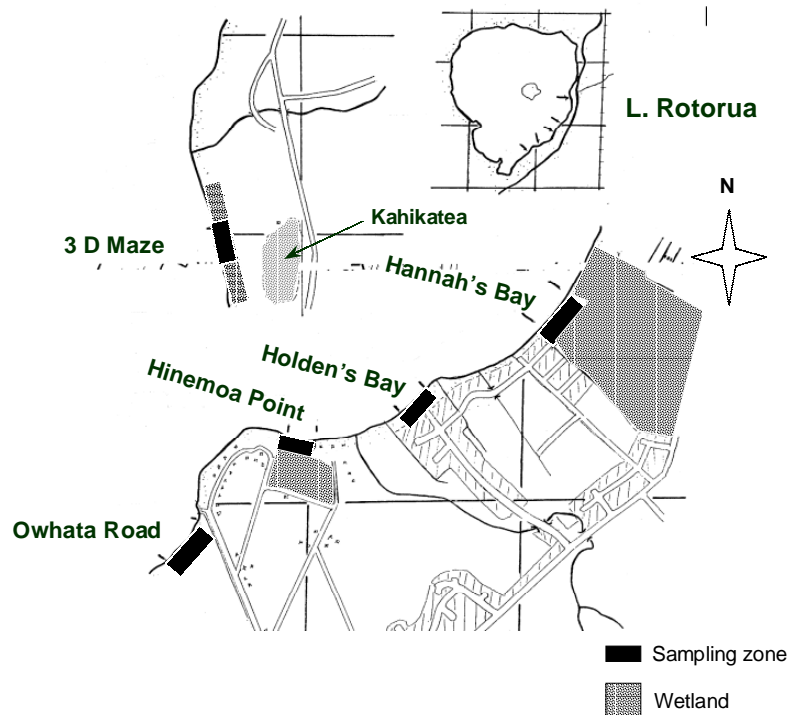 L. Rotorua
N
Kahikatea
3 D Maze
Hannah's Bay
Holden's Bay
Hinemoa Point
Owhata Road
Sampling zone
Wetland